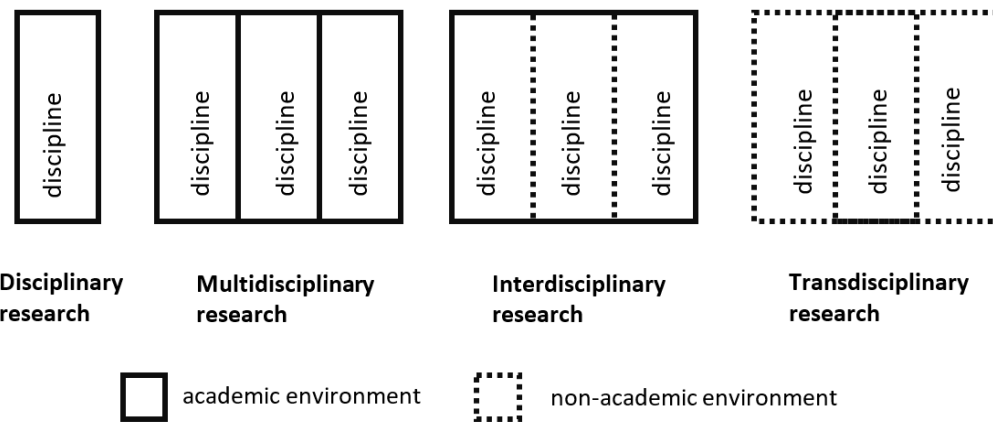 discipline
discipline
discipline
discipline
discipline
discipline
discipline
discipline
discipline
discipline
Disciplinary
research
Multidisciplinary
research
Interdisciplinary
research
Transdisciplinary
research
academic environment
non-academic environment